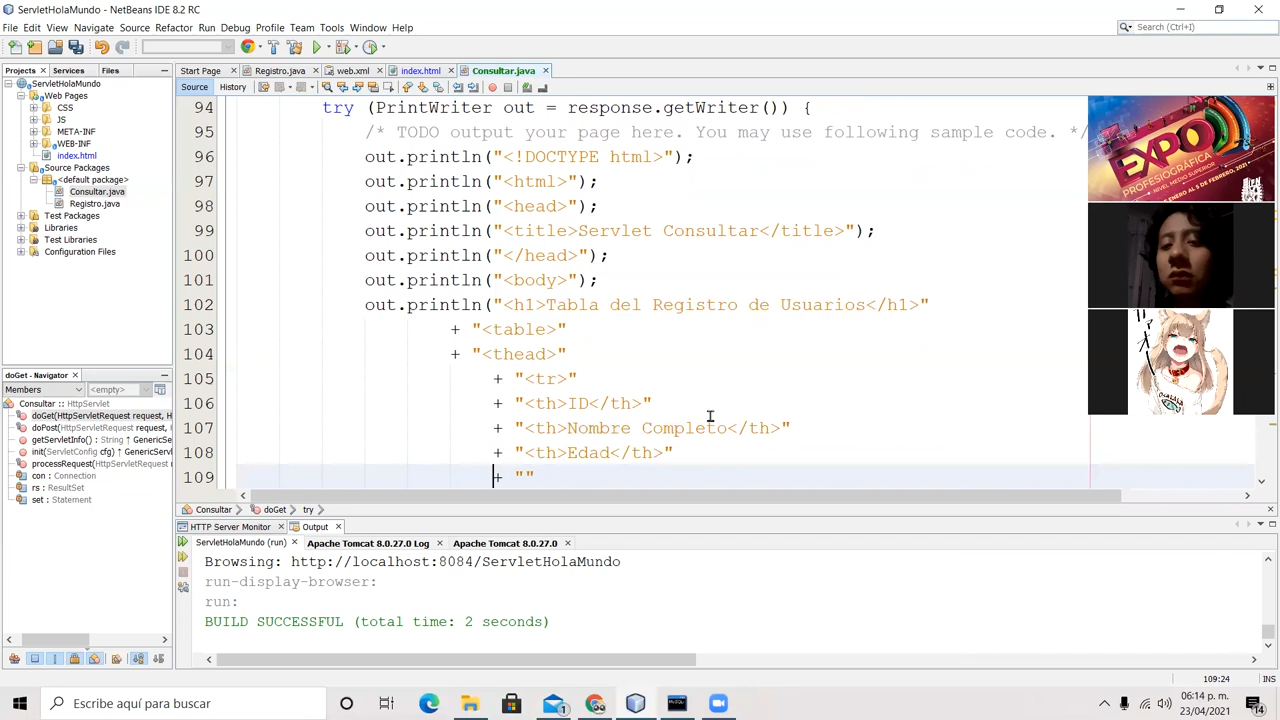 ServletHolaMundo - NetBeans IDE 8.2 RC
File Edit View Navigate Source Refactor Run Debug Profile Team Tools Window Help
Search (Ctrl+I)
Projects Services Files
Start Page Registro.java web.xml index.html Consultar.java
Source History
ServletHolaMundo
Web Pages
CSS
JS
META-INF
WEB-INF
index.html
Source Packages
<default package>
Consultar.java
Registro.java
Test Packages
Libraries
Test Libraries
Configuration Files
94 try (PrintWriter out = response.getWriter()) {
95 /* TODO output your page here. You may use following sample code. */
96 out.println("<!DOCTYPE html>");
97 out.println("<html>");
98 out.println("<head>");
99 out.println("<title>Servlet Consultar</title>");
100 out.println("</head>");
101 out.println("<body>");
102 out.println("<h1>Tabla del Registro de Usuarios</h1>"
103 + "<table>"
104 + "<thead>"
105 + "<tr>"
106 + "<th>ID</th>"
107 + "<th>Nombre Completo</th>"
108 + "<th>Edad</th>"
109 + ""
EXPO
PROFESIOGRÁFICA
NIVEL MEDIO SUPERIOR
doGet - Navigator
Members <empty>
Consultar :: HttpServlet
doGet(HttpServletRequest request, H
doPost(HttpServletRequest request,
getServletInfo() : String ↑ GenericSe
init(ServletConfig cfg) ↑ GenericServ
processRequest(HttpServletRequest
con : Connection
rs : ResultSet
set : Statement
Consultar doGet try
HTTP Server Monitor Output
ServletHolaMundo (run) Apache Tomcat 8.0.27.0 Log Apache Tomcat 8.0.27.0
Browsing: http://localhost:8084/ServletHolaMundo
run-display-browser:
run:
BUILD SUCCESSFUL (total time: 2 seconds)
109:24 INS
Escribe aquí para buscar
06:14 p. m.
23/04/2021
14